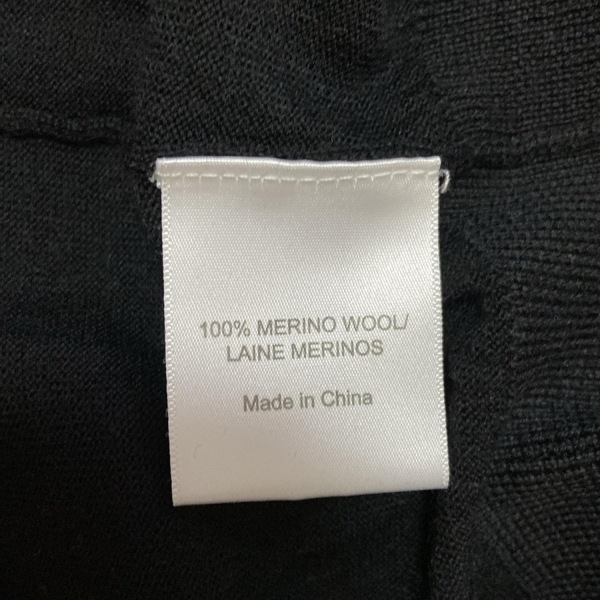 100% MERINO WOOL/
LAINE MERINOS
Made in China